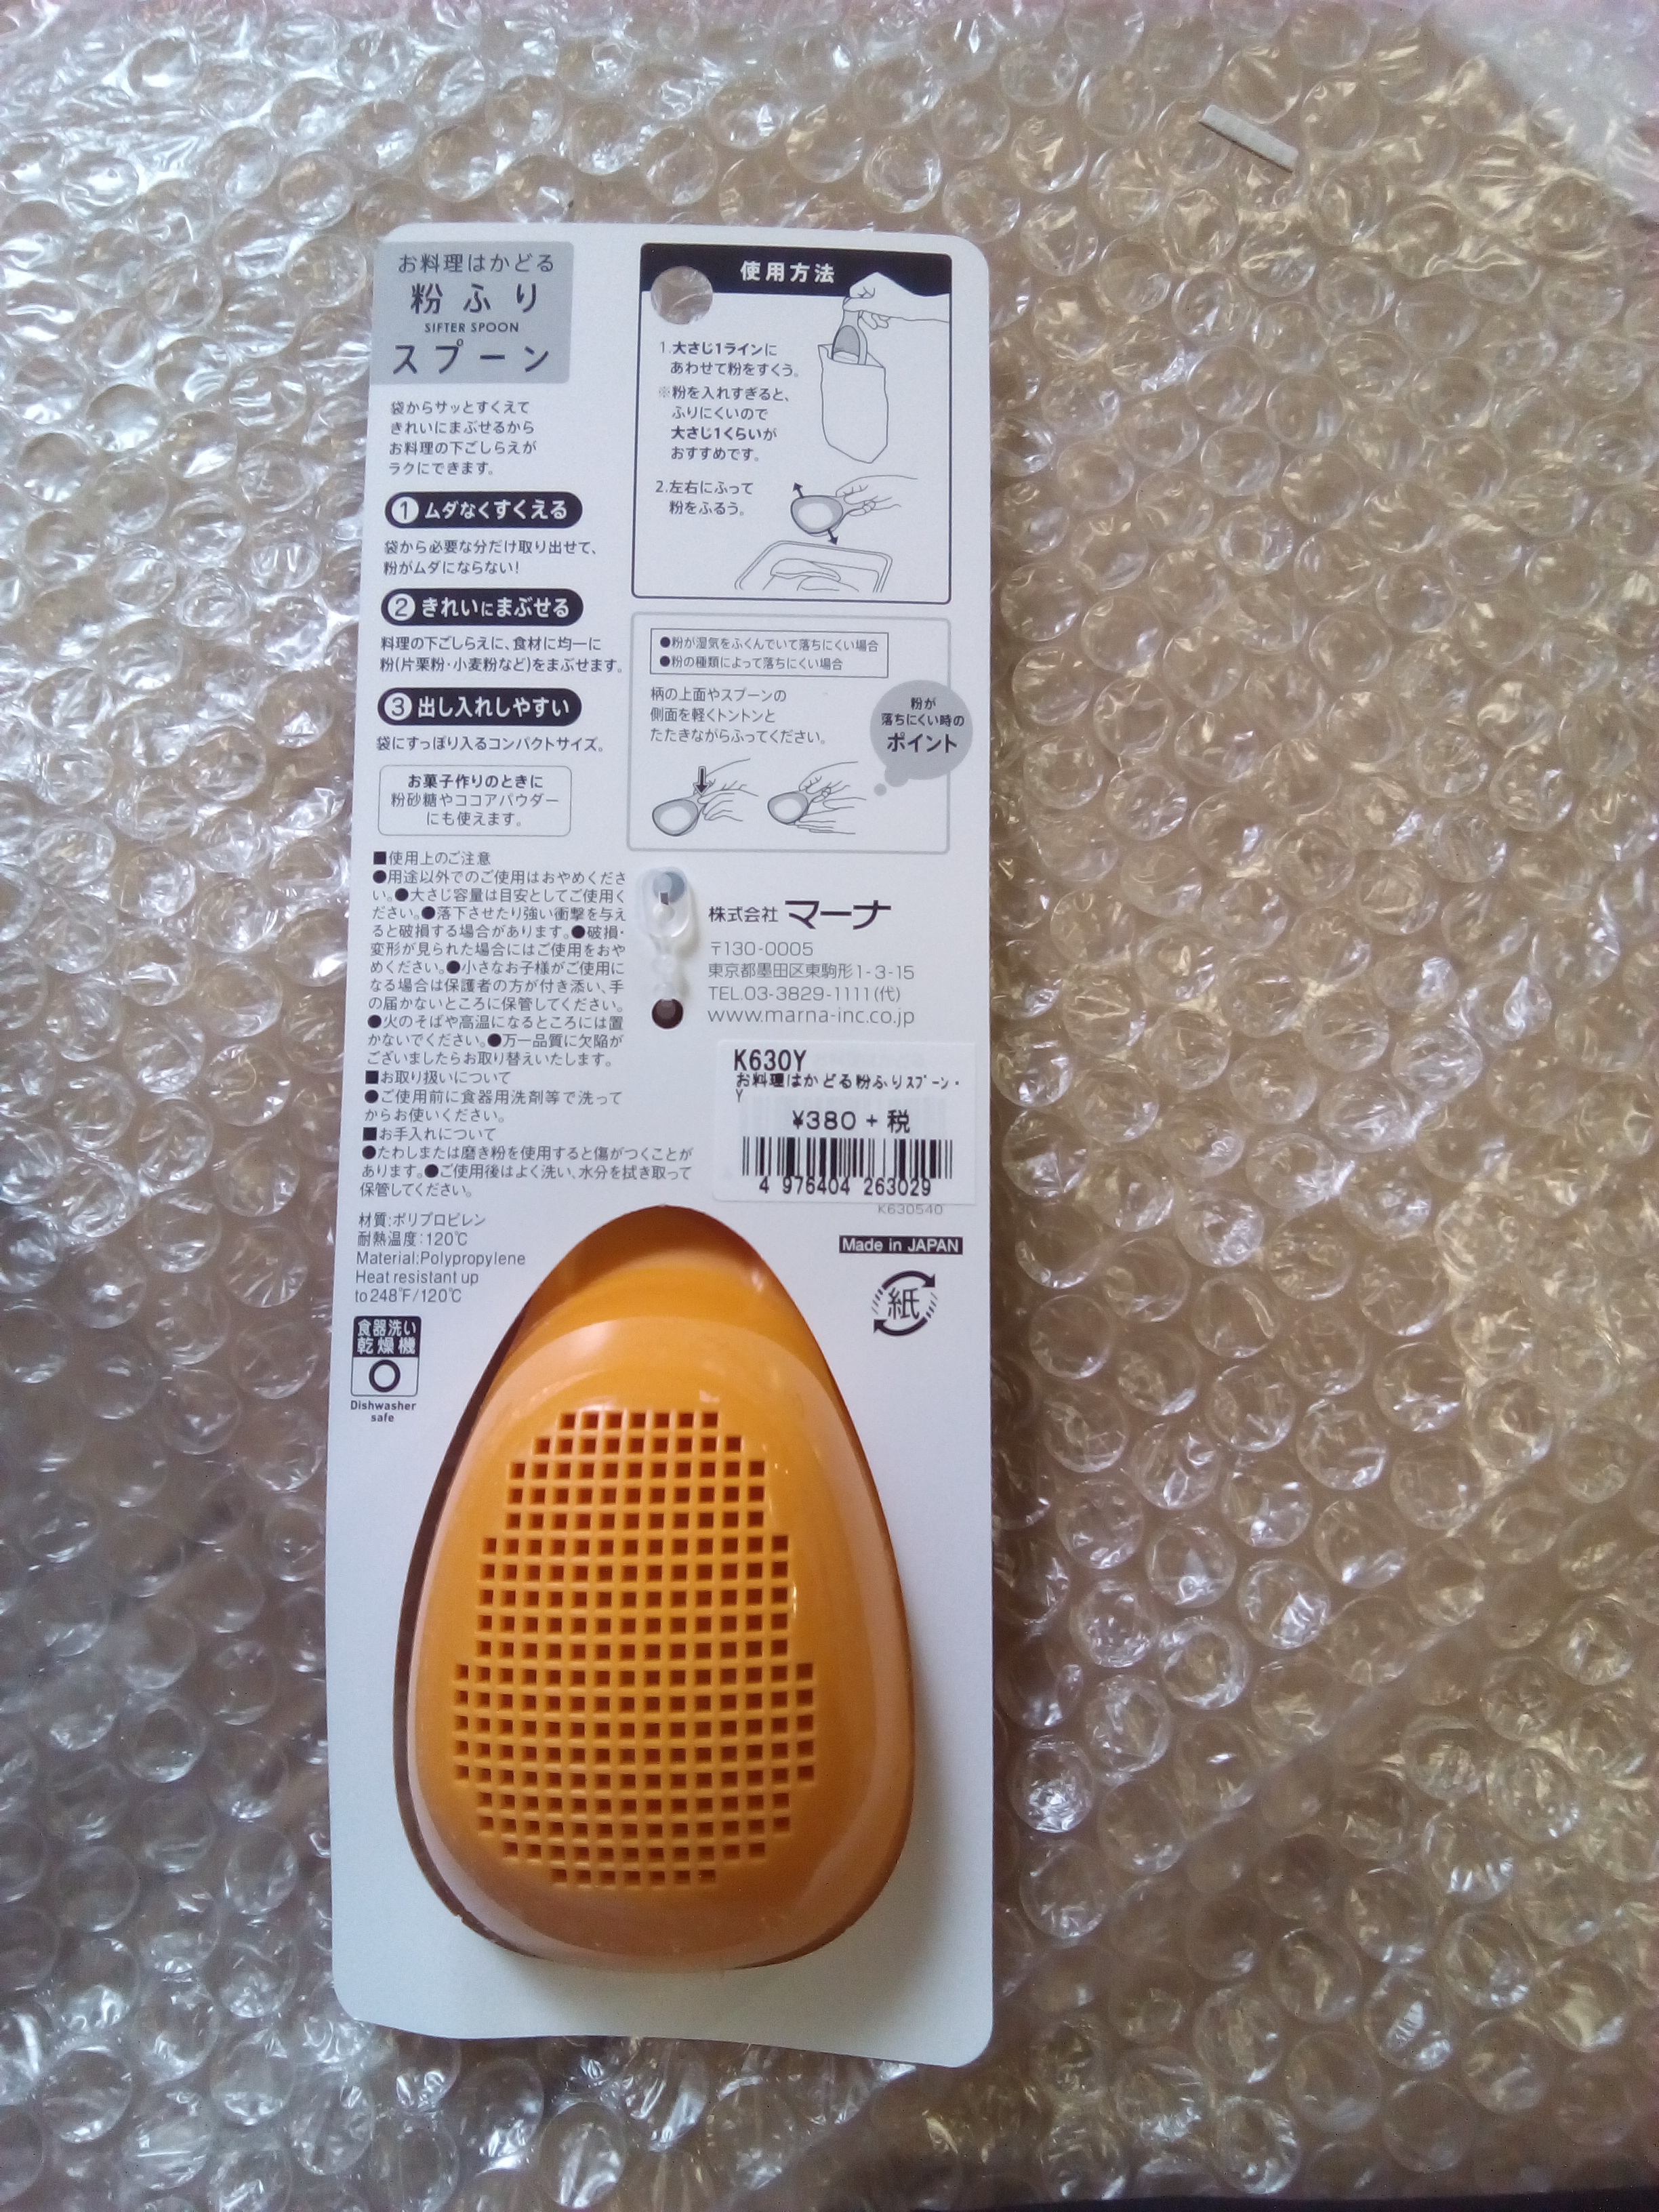 お料理はかどる
粉ふり
SIFTER SPOON
スプーン
袋からサッとすくえて
きれいにまぶせるから
お料理の下ごしらえが
ラクにできます。
① ムダなくすくえる
袋から必要な分だけ取り出せて、
粉がムダにならない!
② きれいにまぶせる
料理の下ごしらえに、食材に均一に
粉(片栗粉・小麦粉など)をまぶせます。
③ 出し入れしやすい
袋にすっぽり入るコンパクトサイズ。
お菓子作りのときに
粉砂糖やココアパウダー
にも使えます。
■使用上のご注意
●用途以外でのご使用はおやめくださ
い。●大さじ容量は目安としてご使用く
ださい。●落下させたり強い衝撃を与え
ると破損する場合があります。●破損・
変形が見られた場合にはご使用をおや
めください。●小さなお子様がご使用に
なる場合は保護者の方が付き添い、手
の届かないところに保管してください。
●火のそばや高温になるところには置
かないでください。●万一品質に欠陥が
ございましたらお取り替えいたします。
■お取り扱いについて
●ご使用前に食器用洗剤等で洗って
からお使いください。
■お手入れについて
●たわしまたは磨き粉を使用すると傷がつくことが
あります。●ご使用後はよく洗い、水分を拭き取って
保管してください。
材質:ポリプロピレン
耐熱温度:120℃
Material:Polypropylene
Heat resistant up
to 248℉/120℃
食器洗い
乾燥機
Dishwasher
safe
使用方法
1.大さじ1ラインに
あわせて粉をすくう。
※粉を入れすぎると、
ふりにくいので
大さじ1くらいが
おすすめです。
2.左右にふって
粉をふるう。
●粉が湿気をふくんでいて落ちにくい場合
●粉の種類によって落ちにくい場合
柄の上面やスプーンの
側面を軽くトントンと
たたきながらふってください。
粉が
落ちにくい時の
ポイント
株式会社 マーナ
〒130-0005
東京都墨田区東駒形1-3-15
TEL.03-3829-1111(代)
www.marna-inc.co.jp
K630Y
お料理はかどる粉ふりスプーン・
Y
¥380 + 税
4 976404 263029
K630540
Made in JAPAN
紙